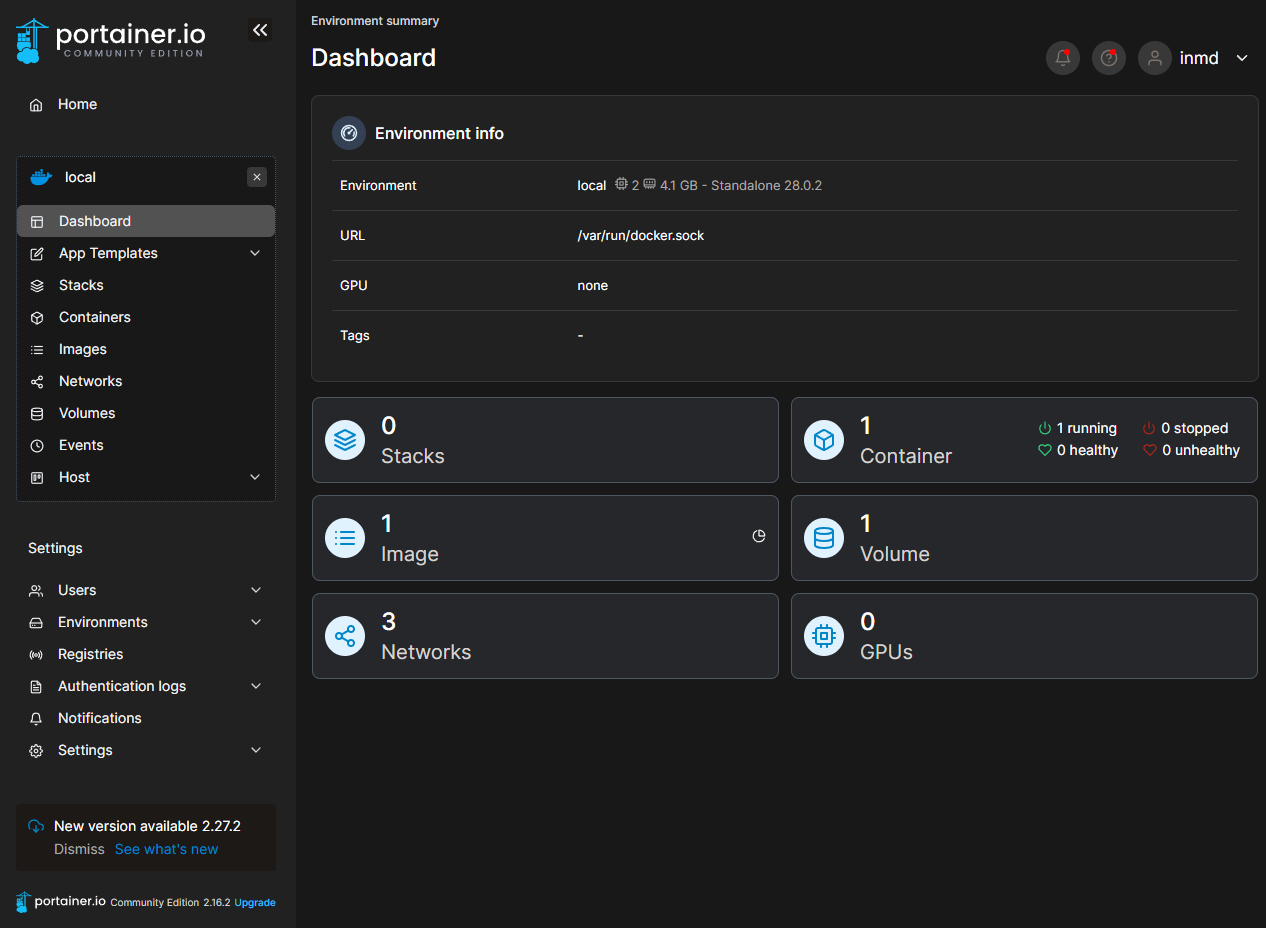 portainer.io
COMMUNITY EDITION
Home
local
Dashboard
App Templates
Stacks
Containers
Images
Networks
Volumes
Events
Host
Settings
Users
Environments
Registries
Authentication logs
Notifications
Settings
New version available 2.27.2
Dismiss See what's new
portainer.io Community Edition 2.16.2 Upgrade
Environment summary
Dashboard
inmd
Environment info
Environment local 2 4.1 GB - Standalone 28.0.2
URL /var/run/docker.sock
GPU none
Tags -
0
Stacks
1
Container
1 running 0 stopped
0 healthy 0 unhealthy
1
Image
1
Volume
3
Networks
0
GPUs